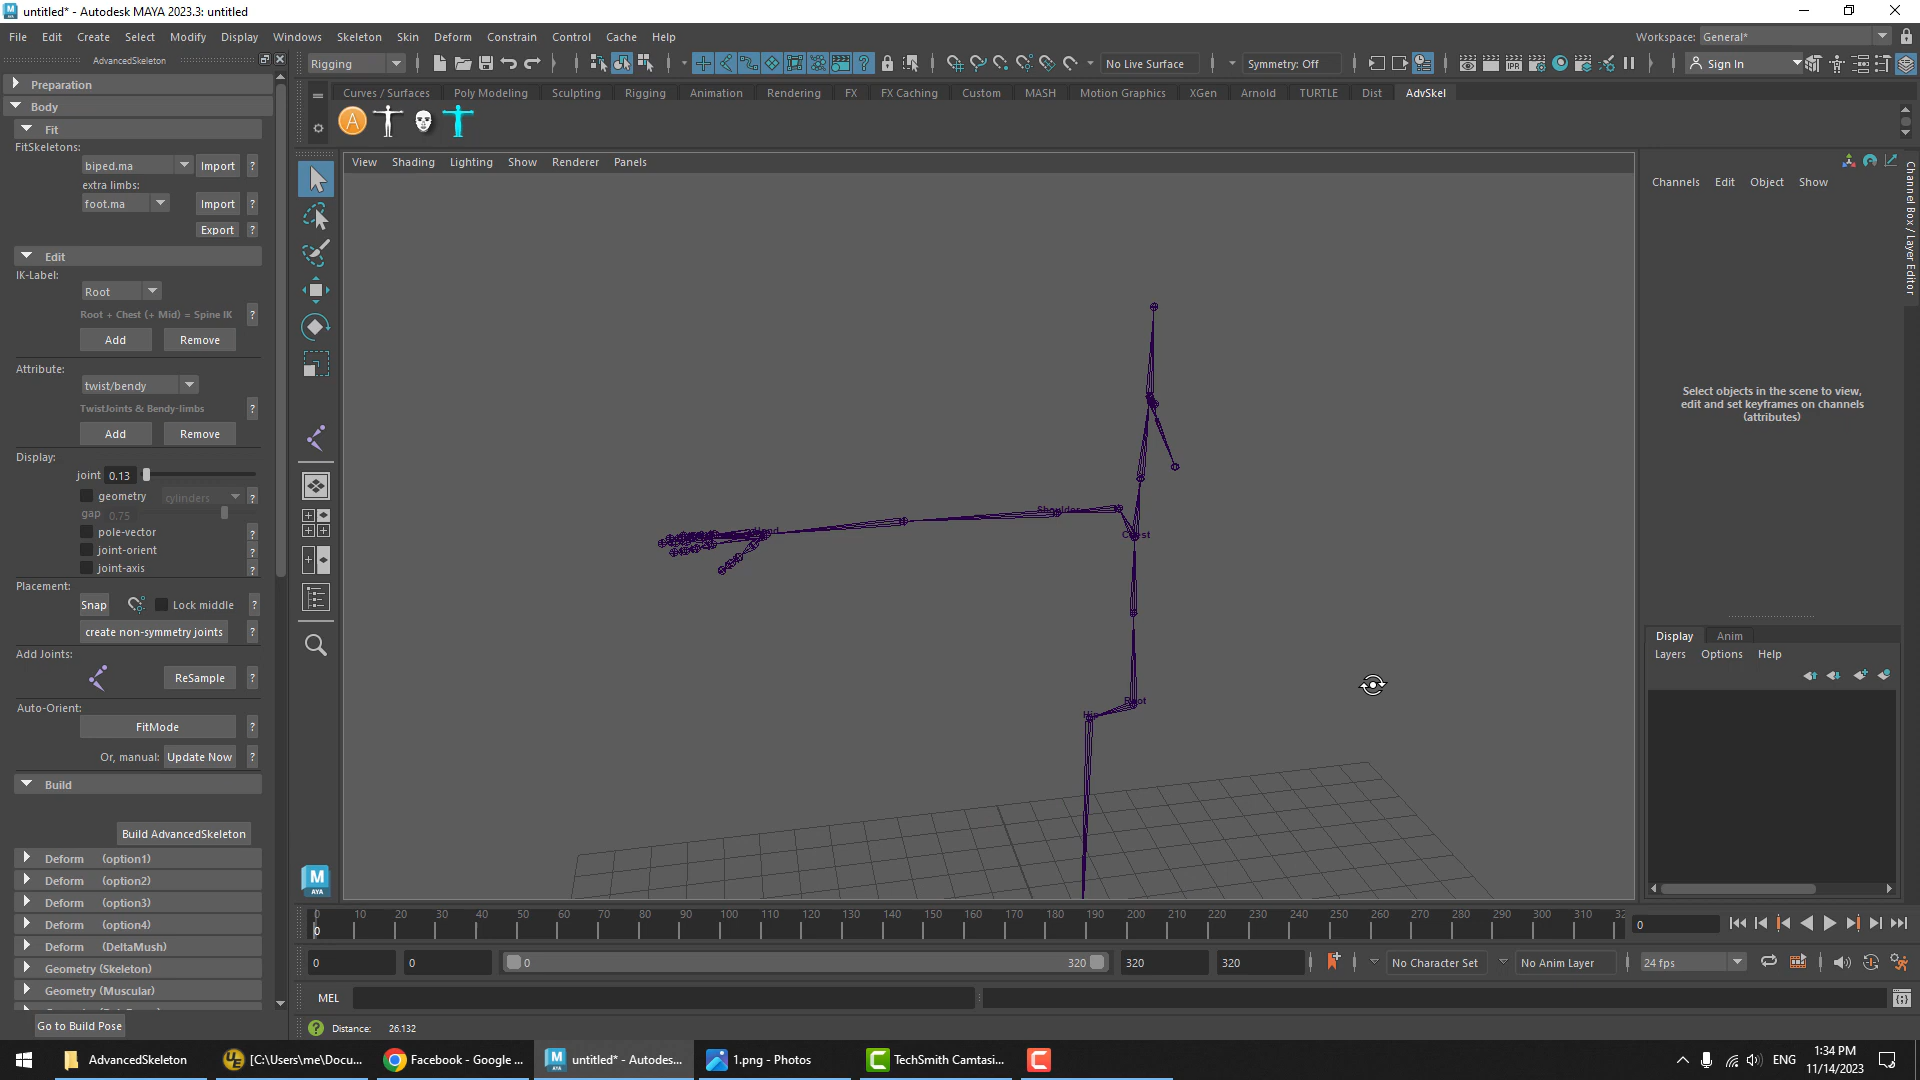 untitled* - Autodesk MAYA 2023.3: untitled
File Edit Create Select Modify Display Windows Skeleton Skin Deform Constrain Control Cache Help
Workspace: General*
AdvancedSkeleton
Rigging
No Live Surface
Symmetry: Off
Sign In
Preparation
Body
Fit
FitSkeletons:
biped.ma Import ?
extra limbs:
foot.ma Import ?
Export ?
Edit
IK-Label:
Root
Root + Chest (+ Mid) = Spine IK ?
Add Remove
Attribute:
twist/bendy
TwistJoints & Bendy-limbs ?
Add Remove
Display:
joint 0.13
geometry cylinders ?
gap 0.75
pole-vector ?
joint-orient ?
joint-axis ?
Placement:
Snap Lock middle ?
create non-symmetry joints ?
Add Joints:
ReSample ?
Auto-Orient:
FitMode ?
Or, manual: Update Now ?
Build
Build AdvancedSkeleton
Deform (option1)
Deform (option2)
Deform (option3)
Deform (option4)
Deform (DeltaMush)
Geometry (Skeleton)
Geometry (Muscular)
Go to Build Pose
Curves / Surfaces Poly Modeling Sculpting Rigging Animation Rendering FX FX Caching Custom MASH Motion Graphics XGen Arnold TURTLE Dist AdvSkel
A
View Shading Lighting Show Renderer Panels
Shoulder
Hand
Chest
Root
Hip
M
AYA
Channels Edit Object Show
Channel Box / Layer Editor
Select objects in the scene to view,
edit and set keyframes on channels
(attributes)
Display Anim
Layers Options Help
0 10 20 30 40 50 60 70 80 90 100 110 120 130 140 150 160 170 180 190 200 210 220 230 240 250 260 270 280 290 300 310 32
0
0
0 0 0 320 320 320
No Character Set
No Anim Layer
24 fps
MEL
Distance: 26.132
AdvancedSkeleton
[C:\Users\me\Docu...
Facebook - Google ...
untitled* - Autodes...
1.png - Photos
TechSmith Camtasi...
ENG
1:34 PM
11/14/2023